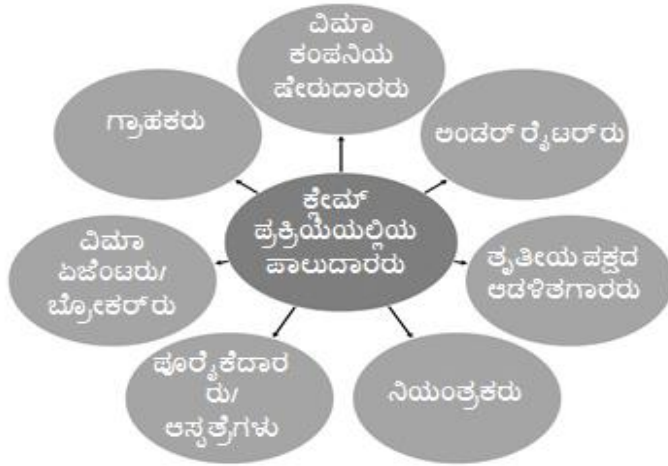 ವಿಮಾ
ಕಂಪನಿಯ
ಷೇರುದಾರರು
ಗ್ರಾಹಕರು
ಅಂಡರ್ ರೈಟರ್ ರು
ಕ್ಲೇಮ್
ಪ್ರಕ್ರಿಯೆಯಲ್ಲಿಯ
ಪಾಲುದಾರರು
ವಿಮಾ
ಏಜೆಂಟರು/
ಬ್ರೋಕರ್ ರು
ತೃತೀಯ ಪಕ್ಷದ
ಆಡಳಿತಗಾರರು
ಪೂರೈಕೆದಾರ
ರು/
ಆಸ್ಪತ್ರೆಗಳು
ನಿಯಂತ್ರಕರು